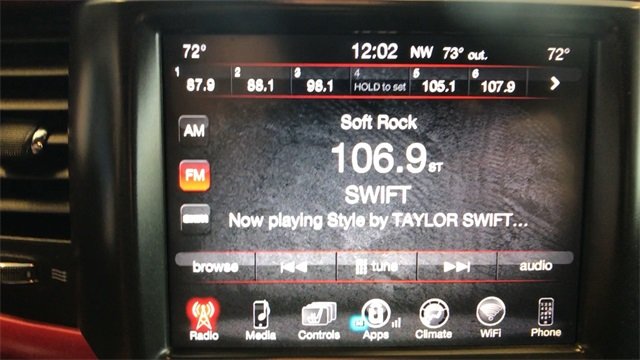 72° 12:02 NW 73° out. 72°
1 2 3 4 5 6
87.9 88.1 98.1 HOLD to set 105.1 107.9
AM
Soft Rock
106.9 ST
FM
SWIFT
Now playing Style by TAYLOR SWIFT...
browse tune audio
Radio Media Controls Apps Climate WiFi Phone